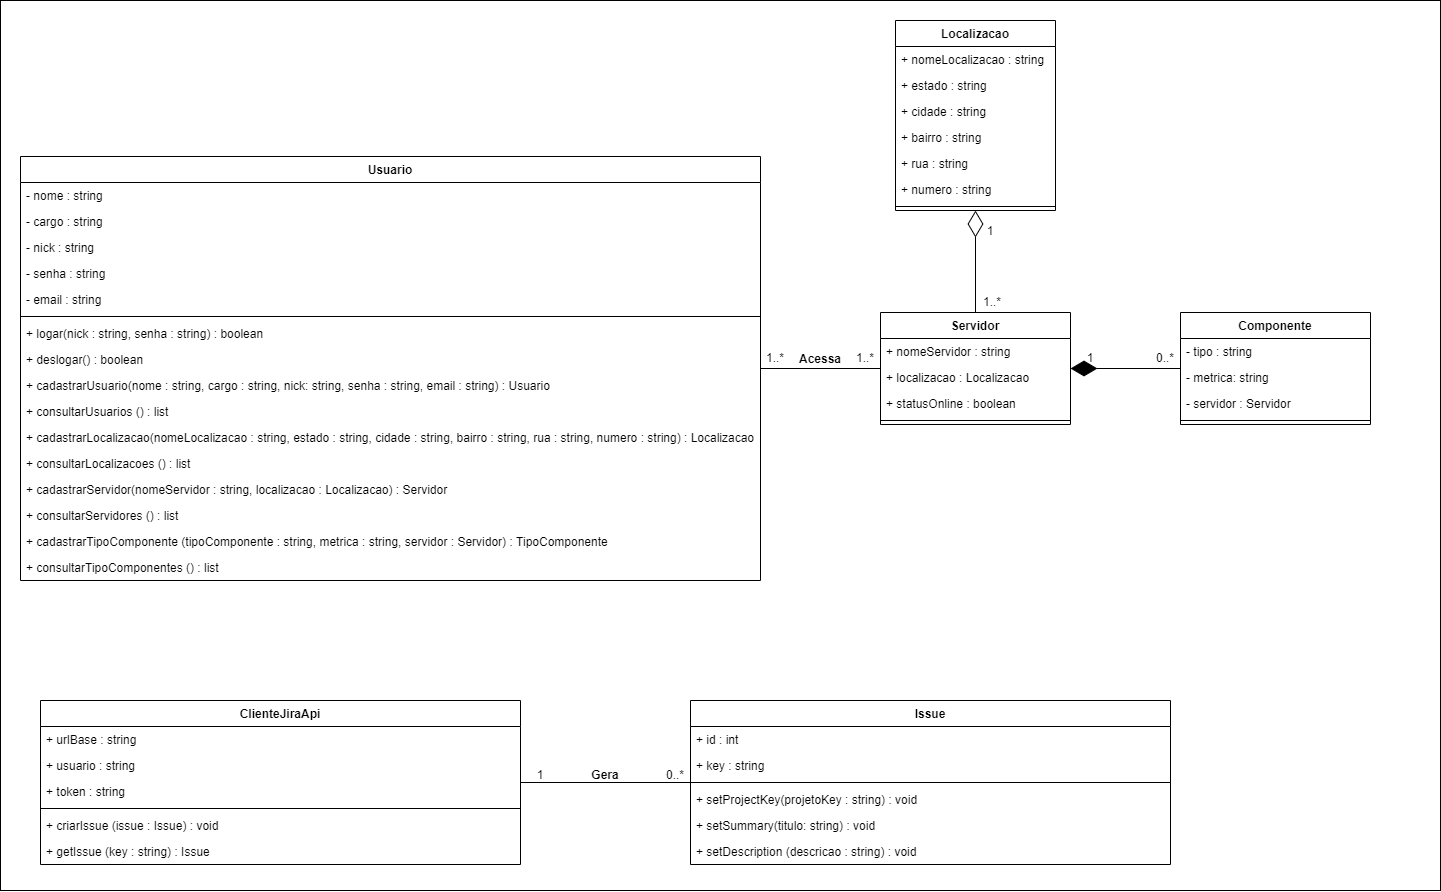 Localizacao
+ nomeLocalizacao : string
+ estado : string
+ cidade : string
+ bairro : string
+ rua : string
+ numero : string
1
1..*
Usuario
- nome : string
- cargo : string
- nick : string
- senha : string
- email : string
+ logar(nick : string, senha : string) : boolean
+ deslogar() : boolean
+ cadastrarUsuario(nome : string, cargo : string, nick: string, senha : string, email : string) : Usuario
+ consultarUsuarios () : list
+ cadastrarLocalizacao(nomeLocalizacao : string, estado : string, cidade : string, bairro : string, rua : string, numero : string) : Localizacao
+ consultarLocalizacoes () : list
+ cadastrarServidor(nomeServidor : string, localizacao : Localizacao) : Servidor
+ consultarServidores () : list
+ cadastrarTipoComponente (tipoComponente : string, metrica : string, servidor : Servidor) : TipoComponente
+ consultarTipoComponentes () : list
1..* Acessa 1..*
Servidor
+ nomeServidor : string
+ localizacao : Localizacao
+ statusOnline : boolean
1 0..*
Componente
- tipo : string
- metrica: string
- servidor : Servidor
ClienteJiraApi
+ urlBase : string
+ usuario : string
+ token : string
+ criarIssue (issue : Issue) : void
+ getIssue (key : string) : Issue
1 Gera 0..*
Issue
+ id : int
+ key : string
+ setProjectKey(projetoKey : string) : void
+ setSummary(titulo: string) : void
+ setDescription (descricao : string) : void